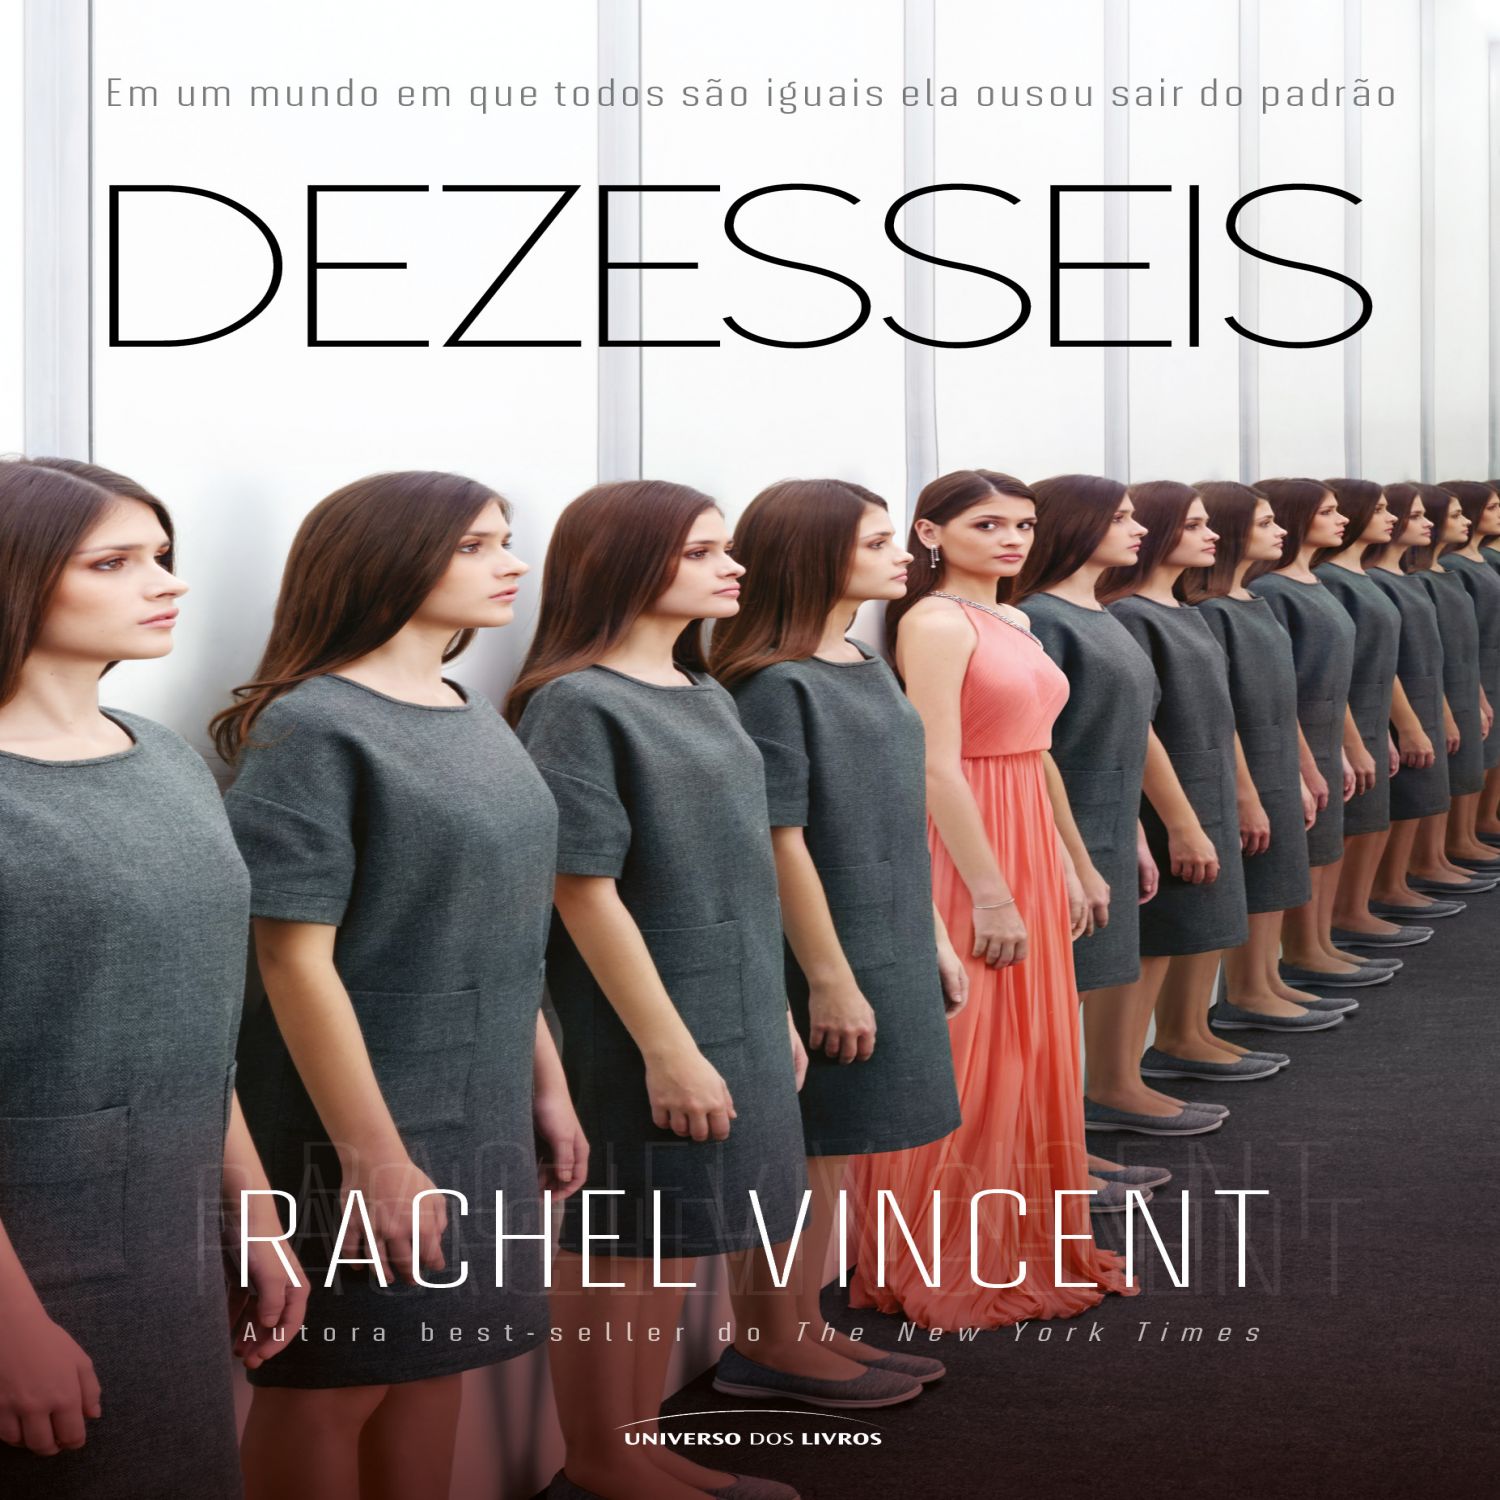 Em um mundo em que todos são iguais ela ousou sair do padrão
DEZESSEIS
RACHEL VINCENT
Autora best-seller do The New York Times
UNIVERSO DOS LIVROS